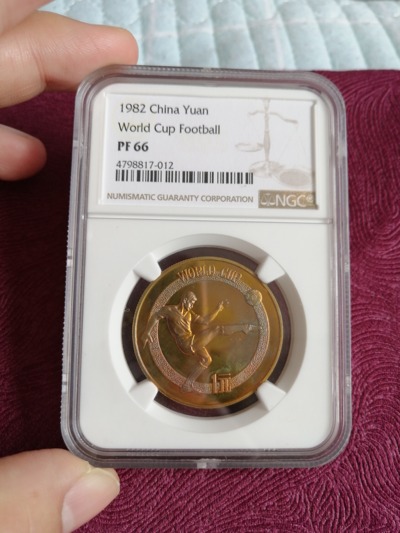 1982 China Yuan
World Cup Football
PF 66
4798817-012
NUMISMATIC GUARANTY CORPORATION
NGC®
WORLD CUP
1元